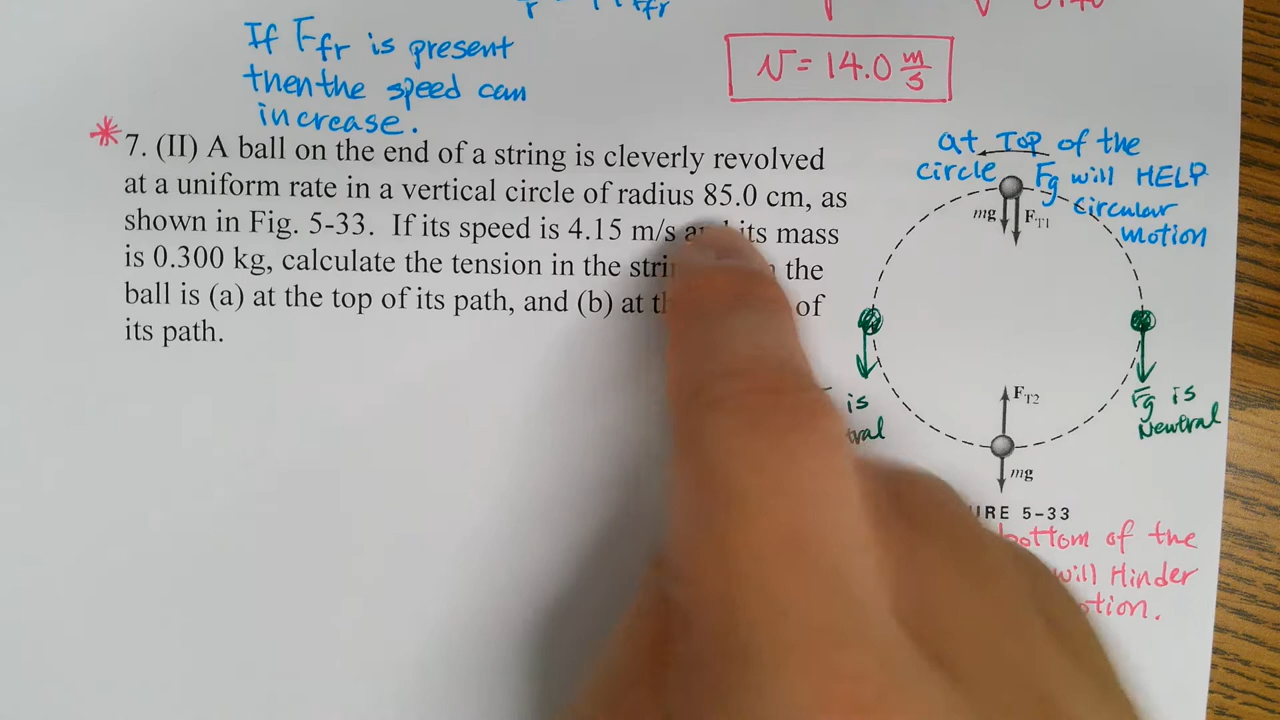 If Ffr is present
then the speed can
increase.
v = 14.0 m/s
* 7. (II) A ball on the end of a string is cleverly revolved
at a uniform rate in a vertical circle of radius 85.0 cm, as
shown in Fig. 5-33. If its speed is 4.15 m/s its mass
is 0.300 kg, calculate the tension in the the
ball is (a) at the top of its path, and (b) at of
its path.
at Top of the
circle Fg will HELP
circular
motion
mg FT1
FT2
mg
is
Fg is
Newtral
5-33
bottom of the
will Hinder